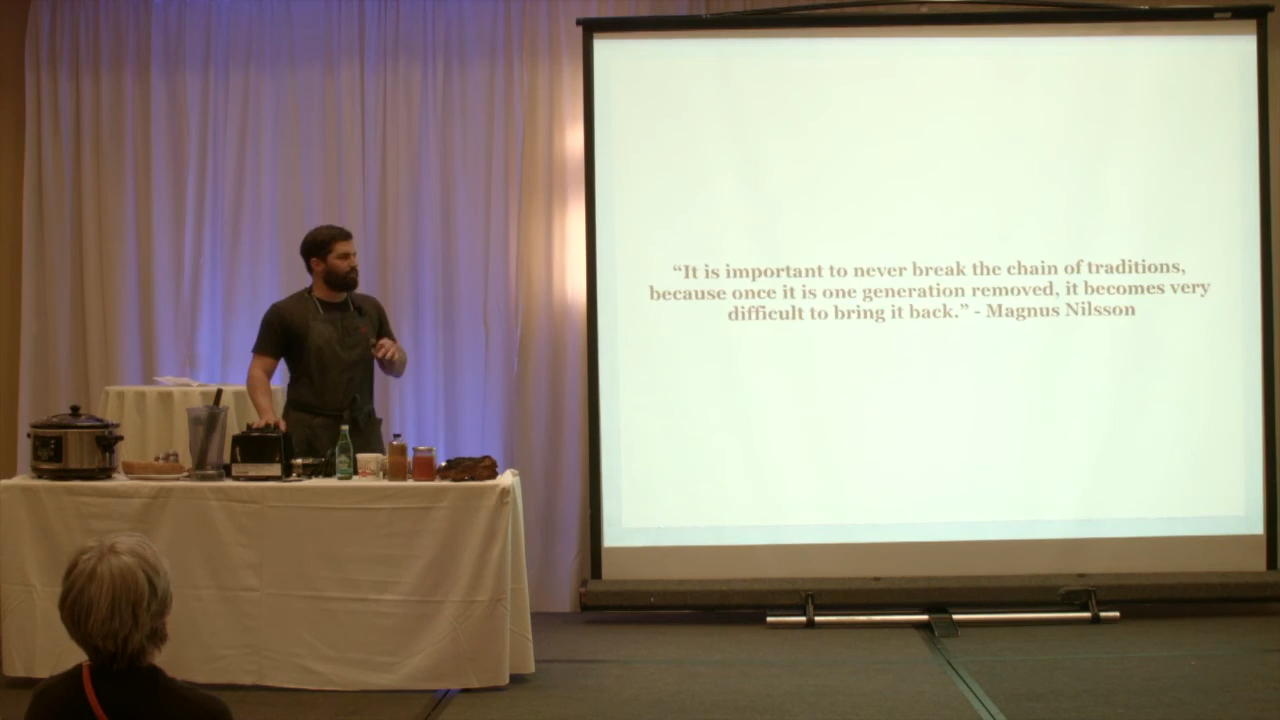 “It is important to never break the chain of traditions,
because once it is one generation removed, it becomes very
difficult to bring it back.” - Magnus Nilsson